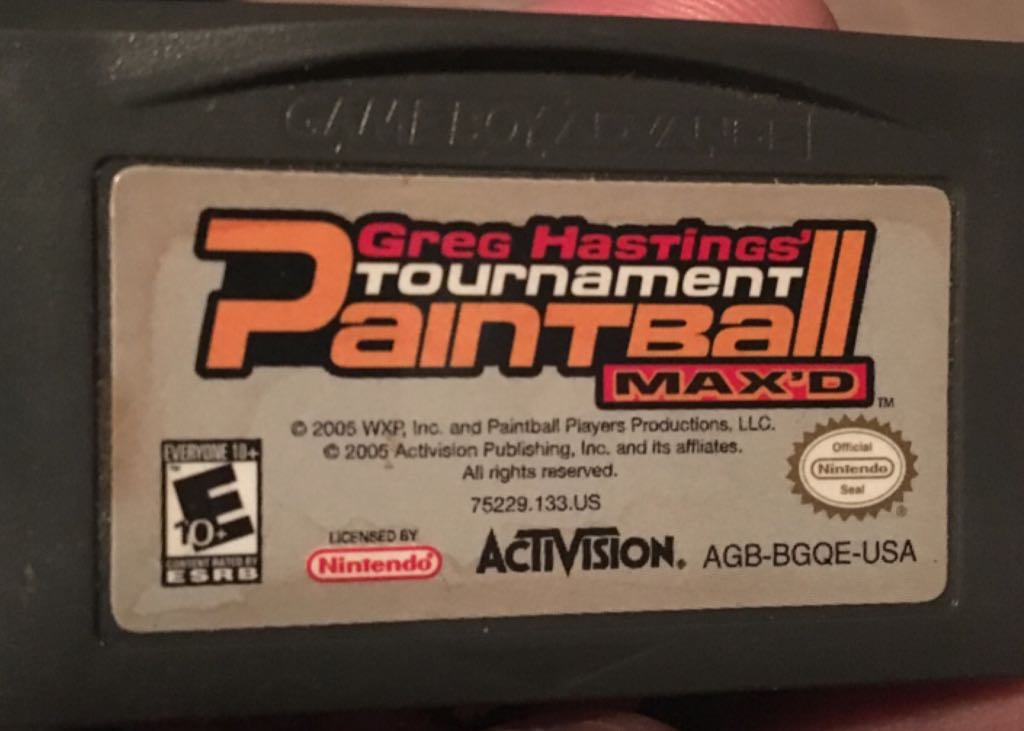 GAME BOY ADVANCE
Greg Hastings'
Tournament
Paintball
MAX'D
TM
© 2005 WXP, Inc. and Paintball Players Productions, LLC.
© 2005 Activision Publishing, Inc. and its affliates.
All rights reserved.
75229.133.US
EVERYONE 10+
E
10+
CONTENT RATED BY
ESRB
LICENSED BY
Nintendo®
ACTIVISION®
AGB-BGQE-USA
Official
Nintendo
Seal
®